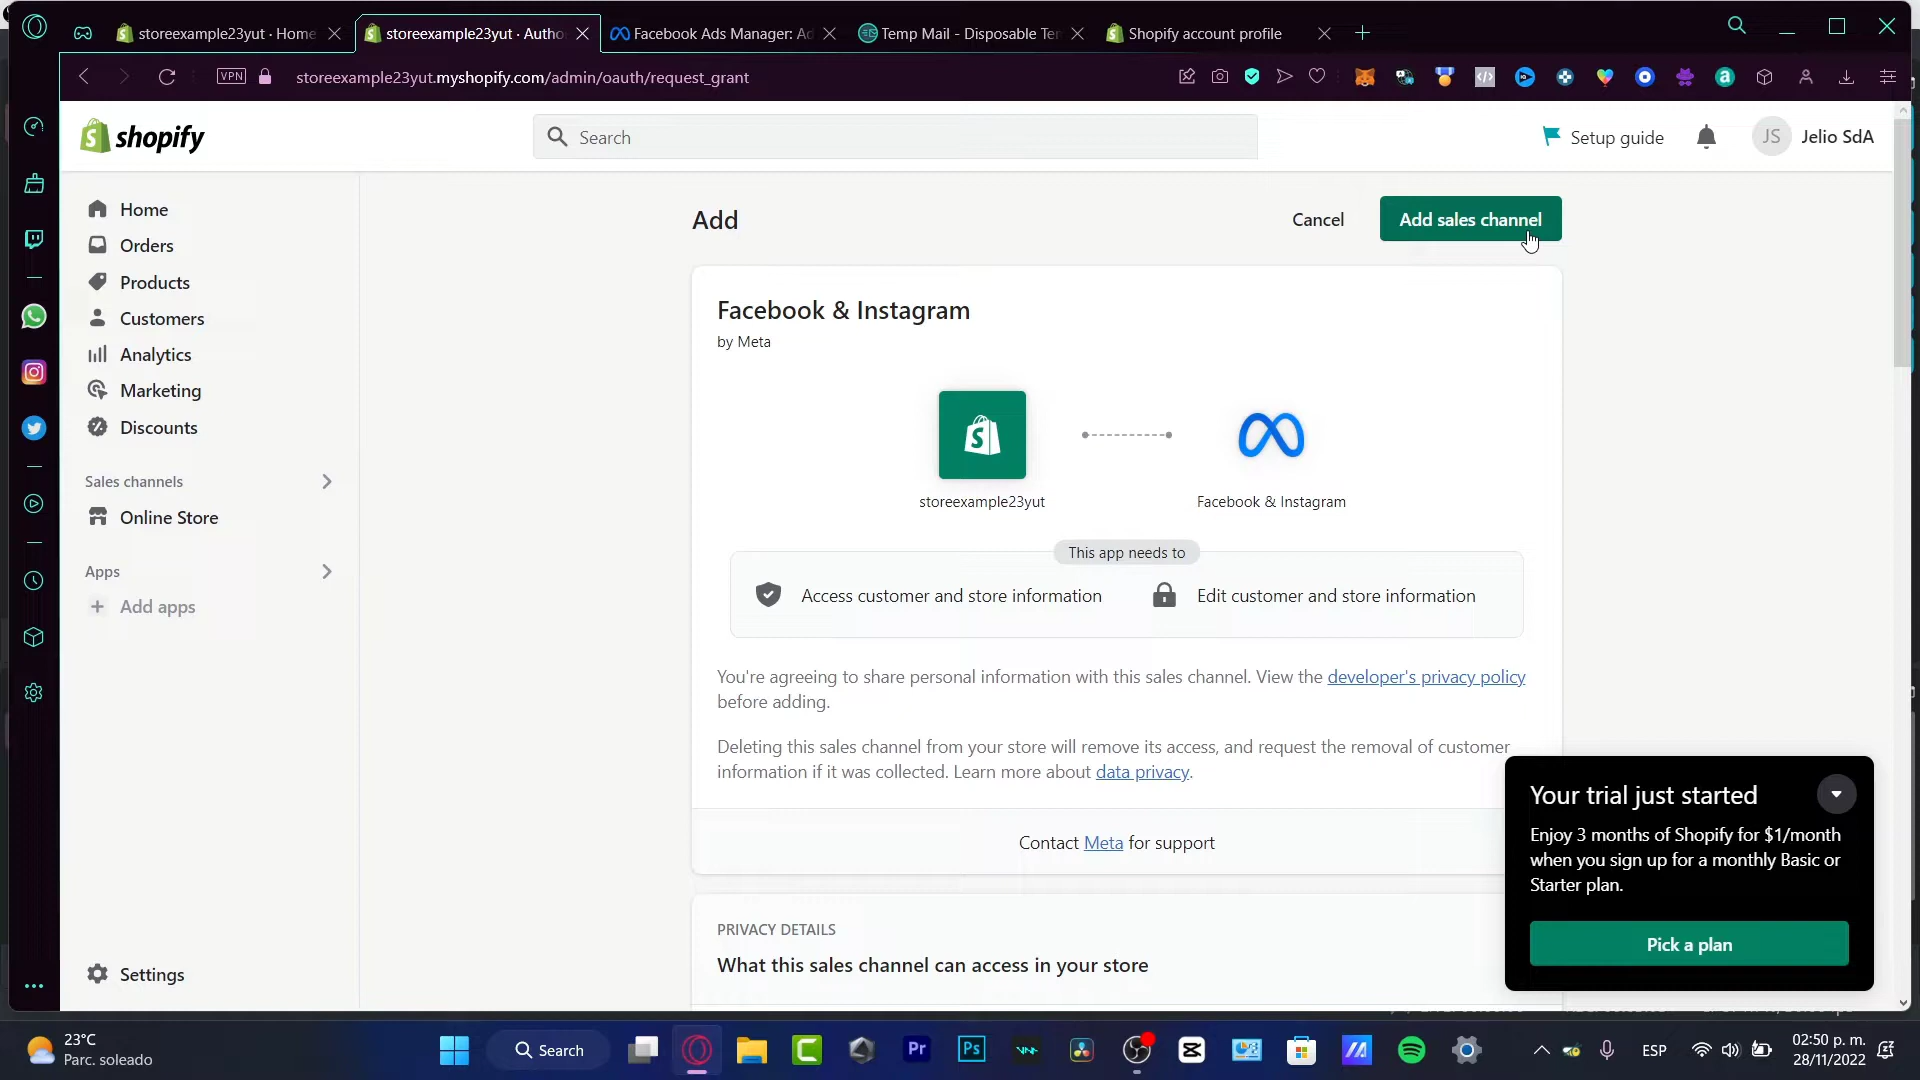 storeexample23yut · Home
storeexample23yut · Autho
Facebook Ads Manager: Ad
Temp Mail - Disposable Ter
Shopify account profile
VPN
storeexample23yut.myshopify.com/admin/oauth/request_grant
shopify
Search
Setup guide
JS
Jelio SdA
Home
Orders
Products
Customers
Analytics
Marketing
Discounts
Sales channels
Online Store
Apps
Add apps
Settings
Add
Cancel
Add sales channel
Facebook & Instagram
by Meta
storeexample23yut
Facebook & Instagram
This app needs to
Access customer and store information
Edit customer and store information
You're agreeing to share personal information with this sales channel. View the developer's privacy policy
before adding.
Deleting this sales channel from your store will remove its access, and request the removal of customer
information if it was collected. Learn more about data privacy.
Contact Meta for support
PRIVACY DETAILS
What this sales channel can access in your store
Your trial just started
Enjoy 3 months of Shopify for $1/month
when you sign up for a monthly Basic or
Starter plan.
Pick a plan
23°C
Parc. soleado
Search
Pr
Ps
ESP
02:50 p. m.
28/11/2022